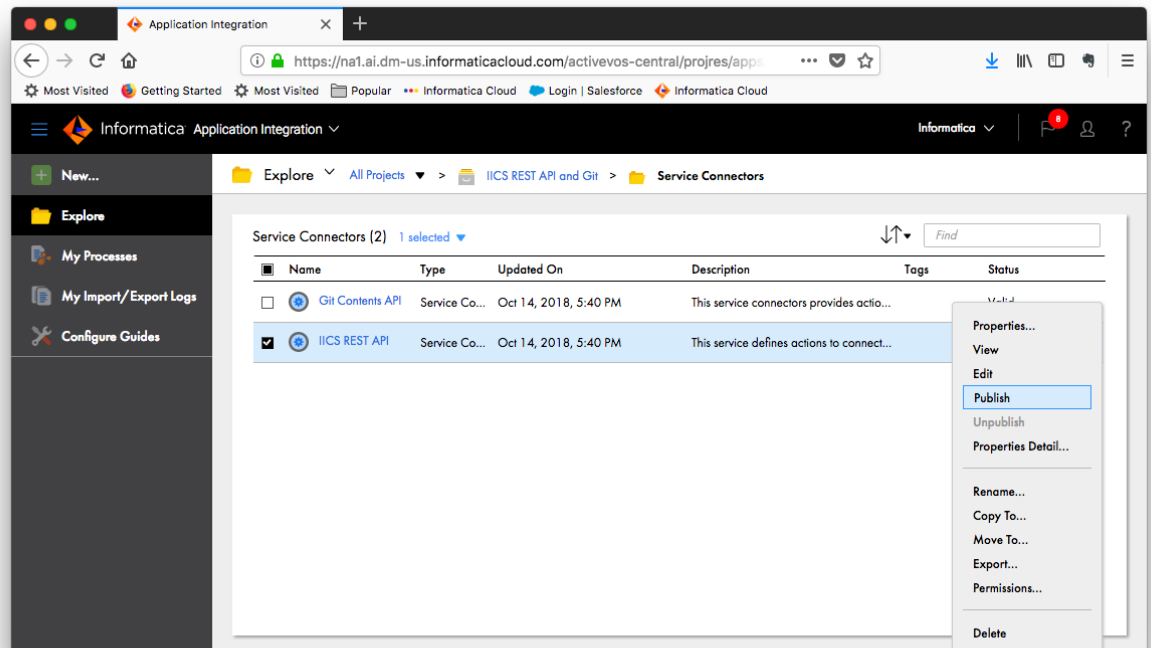 Application Integration
https://na1.ai.dm-us.informaticacloud.com/activevos-central/projres/apps
Most Visited Getting Started Most Visited Popular Informatica Cloud Login | Salesforce Informatica Cloud
Informatica Application Integration Informatica 8 ?
New...
Explore
My Processes
My Import/Export Logs
Configure Guides
Explore All Projects > IICS REST API and Git > Service Connectors
Service Connectors (2) 1 selected Find
Name Type Updated On Description Tags Status
Git Contents API Service Co... Oct 14, 2018, 5:40 PM This service connectors provides actio... Valid
IICS REST API Service Co... Oct 14, 2018, 5:40 PM This service defines actions to connect...
Properties...
View
Edit
Publish
Unpublish
Properties Detail...
Rename...
Copy To...
Move To...
Export...
Permissions...
Delete